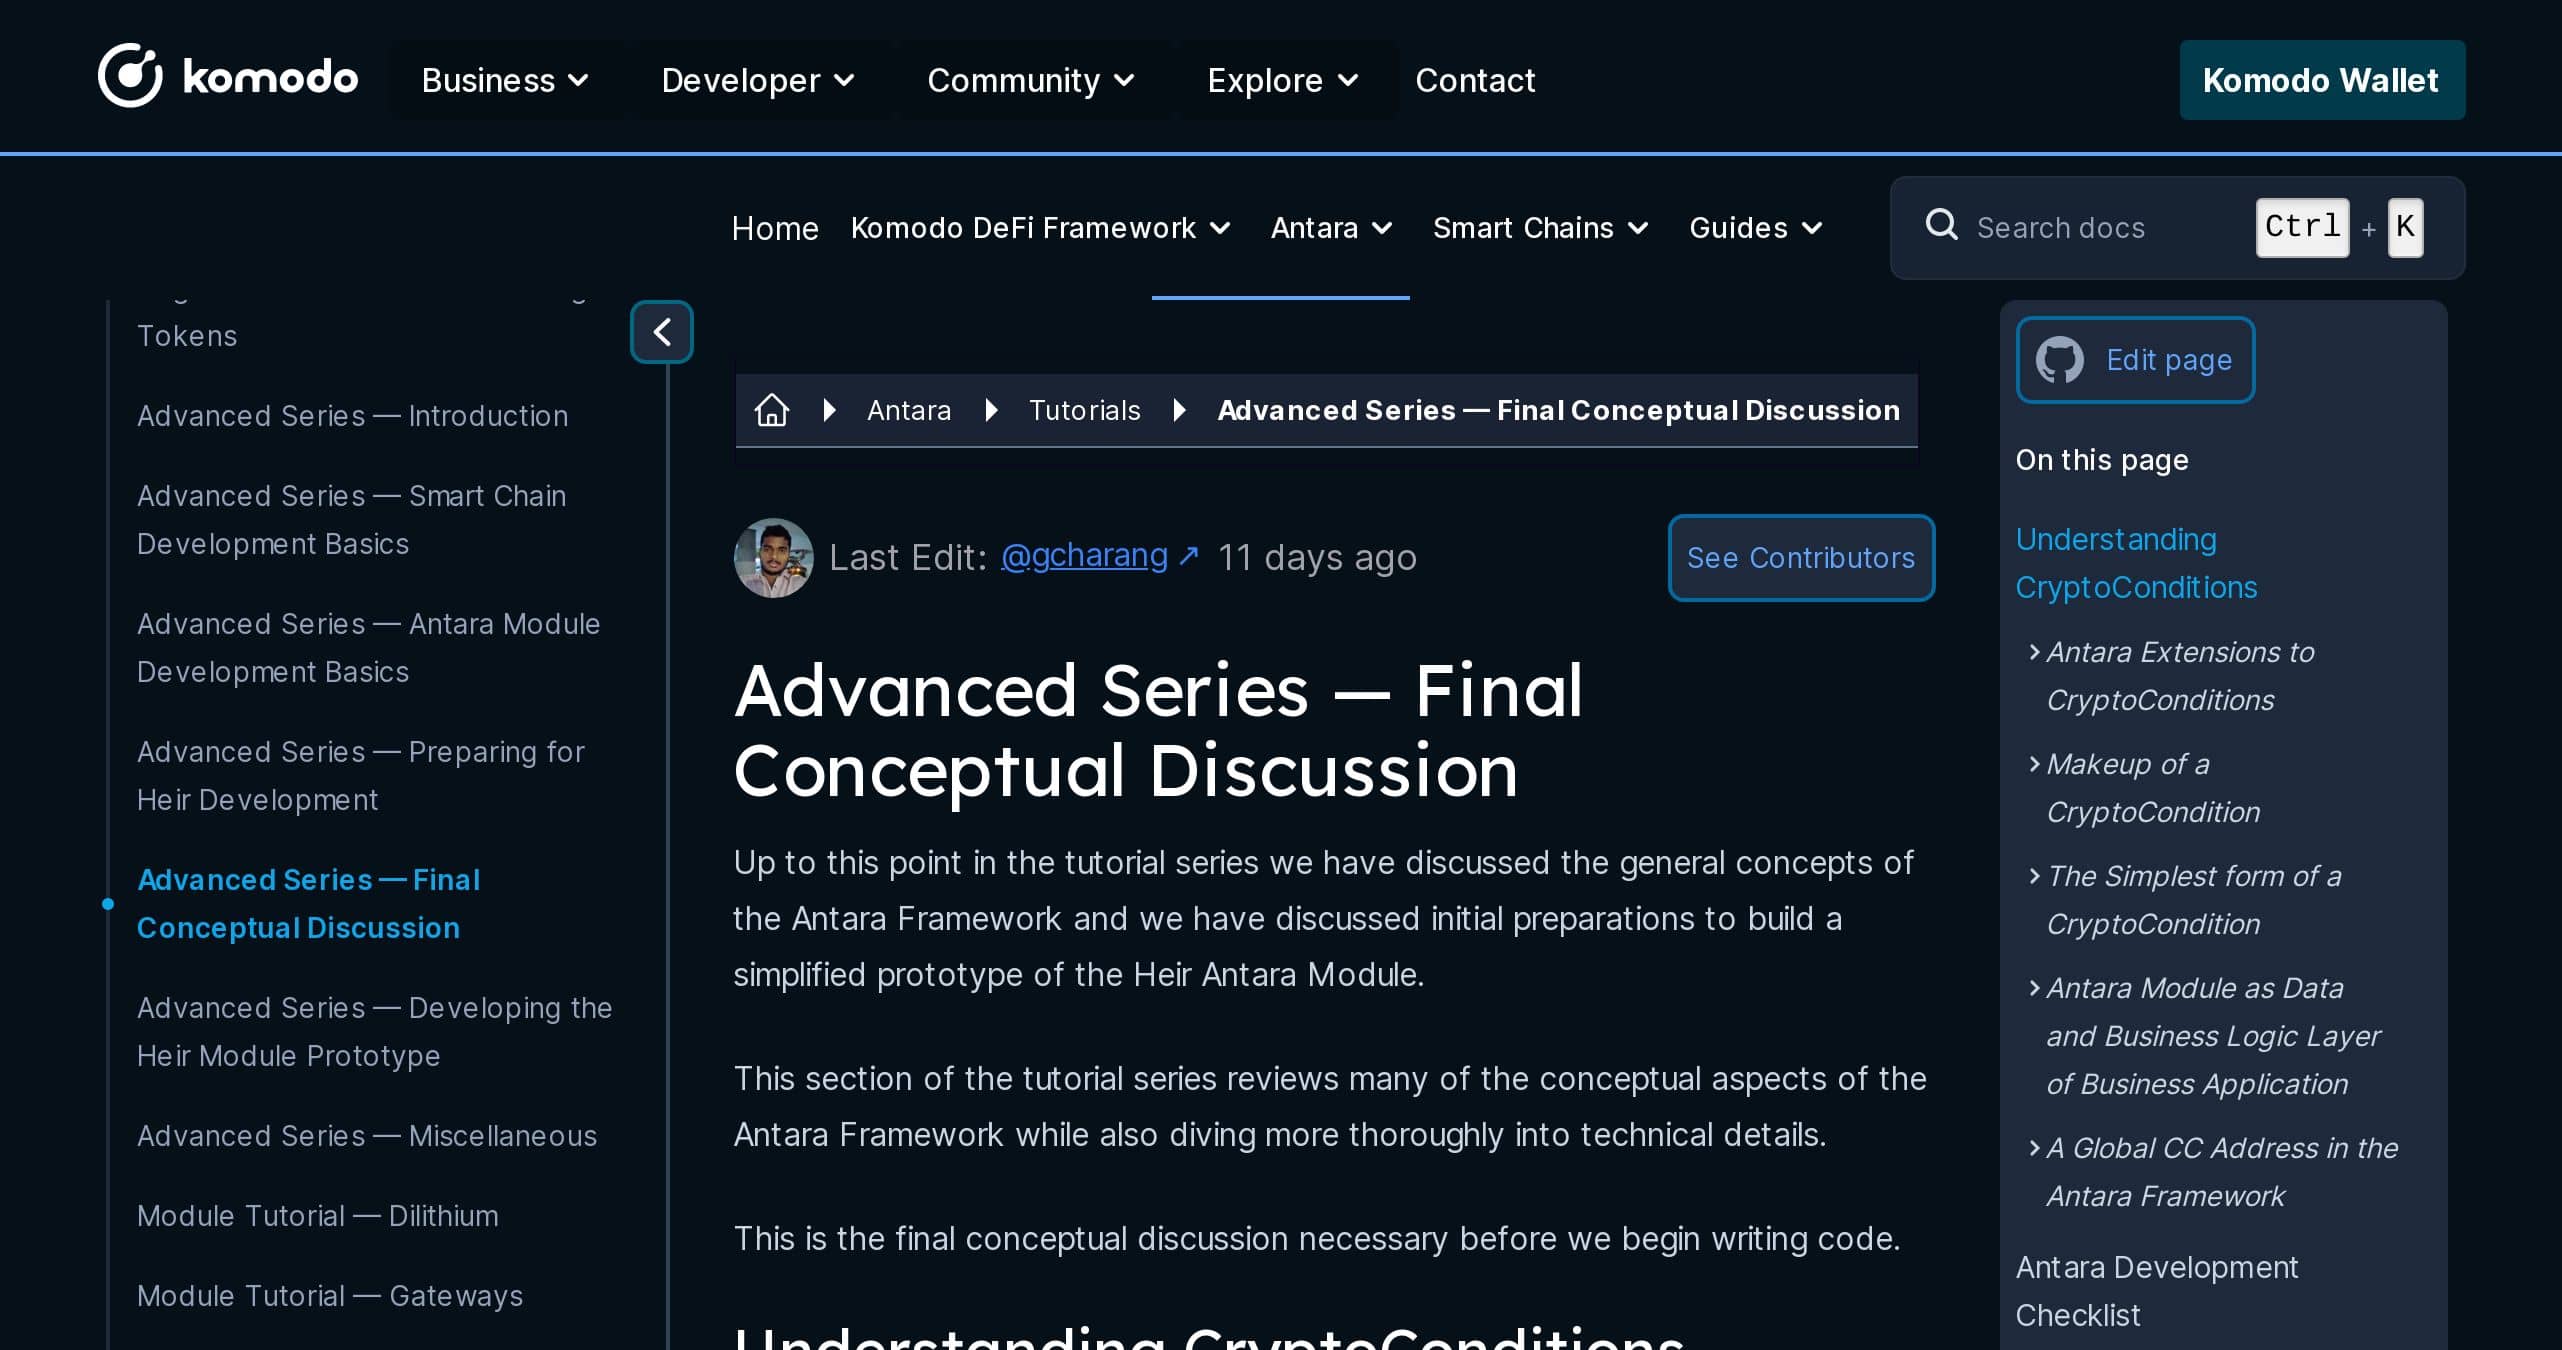 komodo
Business
Developer
Community
Explore
Contact
Komodo Wallet
Home
Komodo DeFi Framework
Antara
Smart Chains
Guides
Search docs
Ctrl + K
Tokens
Advanced Series — Introduction
Advanced Series — Smart Chain
Development Basics
Advanced Series — Antara Module
Development Basics
Advanced Series — Preparing for
Heir Development
Advanced Series — Final
Conceptual Discussion
Advanced Series — Developing the
Heir Module Prototype
Advanced Series — Miscellaneous
Module Tutorial — Dilithium
Module Tutorial — Gateways
Antara
Tutorials
Advanced Series — Final Conceptual Discussion
Last Edit: @gcharang ↗ 11 days ago
See Contributors
Advanced Series — Final
Conceptual Discussion
Up to this point in the tutorial series we have discussed the general concepts of
the Antara Framework and we have discussed initial preparations to build a
simplified prototype of the Heir Antara Module.
This section of the tutorial series reviews many of the conceptual aspects of the
Antara Framework while also diving more thoroughly into technical details.
This is the final conceptual discussion necessary before we begin writing code.
Understanding CryptoConditions
Edit page
On this page
Understanding
CryptoConditions
Antara Extensions to
CryptoConditions
Makeup of a
CryptoCondition
The Simplest form of a
CryptoCondition
Antara Module as Data
and Business Logic Layer
of Business Application
A Global CC Address in the
Antara Framework
Antara Development
Checklist